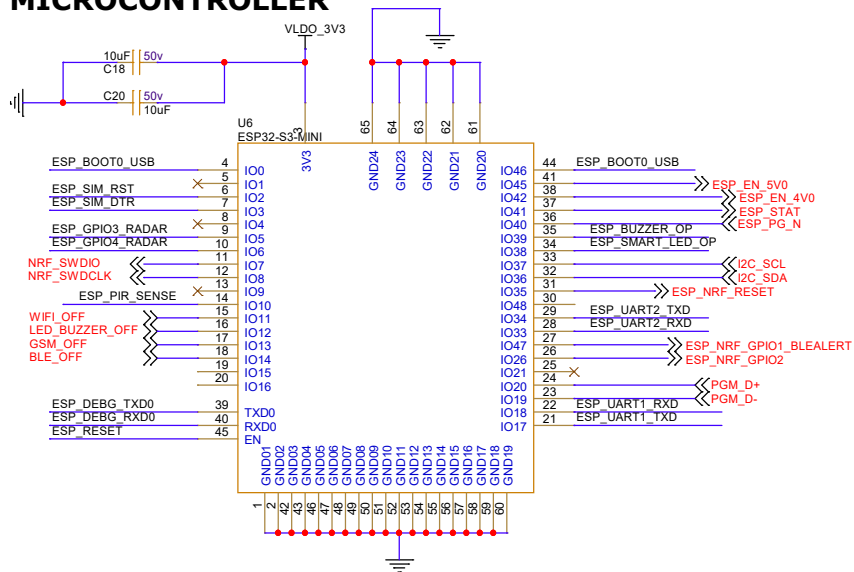 MICROCONTROLLER
VLDO_3V3
10uF 50v
C18
C20 50v
10uF
U6
ESP32-S3-MINI
3 65 64 63 62 61
3V3 GND24 GND23 GND22 GND21 GND20
ESP_BOOT0_USB 4 IO0
5 IO1
ESP_SIM_RST 6 IO2
ESP_SIM_DTR 7 IO3
8 IO4
ESP_GPIO3_RADAR 9 IO5
ESP_GPIO4_RADAR 10 IO6
NRF_SWDIO 11 IO7
NRF_SWDCLK 12 IO8
13 IO9
ESP_PIR_SENSE 14 IO10
WIFI_OFF 15 IO11
LED_BUZZER_OFF 16 IO12
GSM_OFF 17 IO13
BLE_OFF 18 IO14
19 IO15
20 IO16
ESP_DEBG_TXD0 39 TXD0
ESP_DEBG_RXD0 40 RXD0
ESP_RESET 45 EN
IO46 44 ESP_BOOT0_USB
IO45 41 ESP_EN_5V0
IO42 38 ESP_EN_4V0
IO41 37 ESP_STAT
IO40 36 ESP_PG_N
IO39 35 ESP_BUZZER_OP
IO38 34 ESP_SMART_LED_OP
IO37 33 I2C_SCL
IO36 32 I2C_SDA
IO35 31 ESP_NRF_RESET
IO48 30
IO34 29 ESP_UART2_TXD
IO33 28 ESP_UART2_RXD
IO47 27 ESP_NRF_GPIO1_BLEALERT
IO26 26 ESP_NRF_GPIO2
IO21 25
IO20 24 PGM_D+
IO19 23 PGM_D-
IO18 22 ESP_UART1_RXD
IO17 21 ESP_UART1_TXD
GND01 GND02 GND03 GND04 GND05 GND06 GND07 GND08 GND09 GND10 GND11 GND12 GND13 GND14 GND15 GND16 GND17 GND18 GND19
1 2 42 43 46 47 48 49 50 51 52 53 54 55 56 57 58 59 60